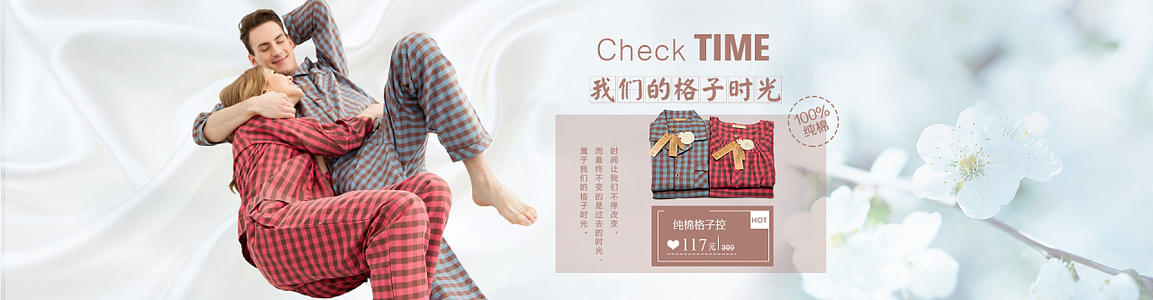 Check TIME
我们的格子时光
100%
纯棉
时间让我们不停改变，
而最终不变的是过去的时光，
属于我们的格子时光。
纯棉格子控
HOT
117元 309